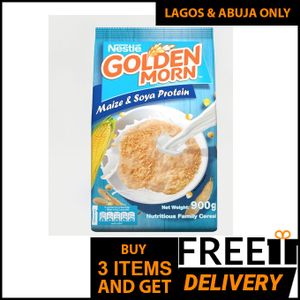 LAGOS & ABUJA ONLY
Nestlé
GOLDEN
MORN
Maize & Soya Protein
Net Weight: 900g
Nutritious Family Cereal
BUY
3 ITEMS
AND GET
FREE
DELIVERY